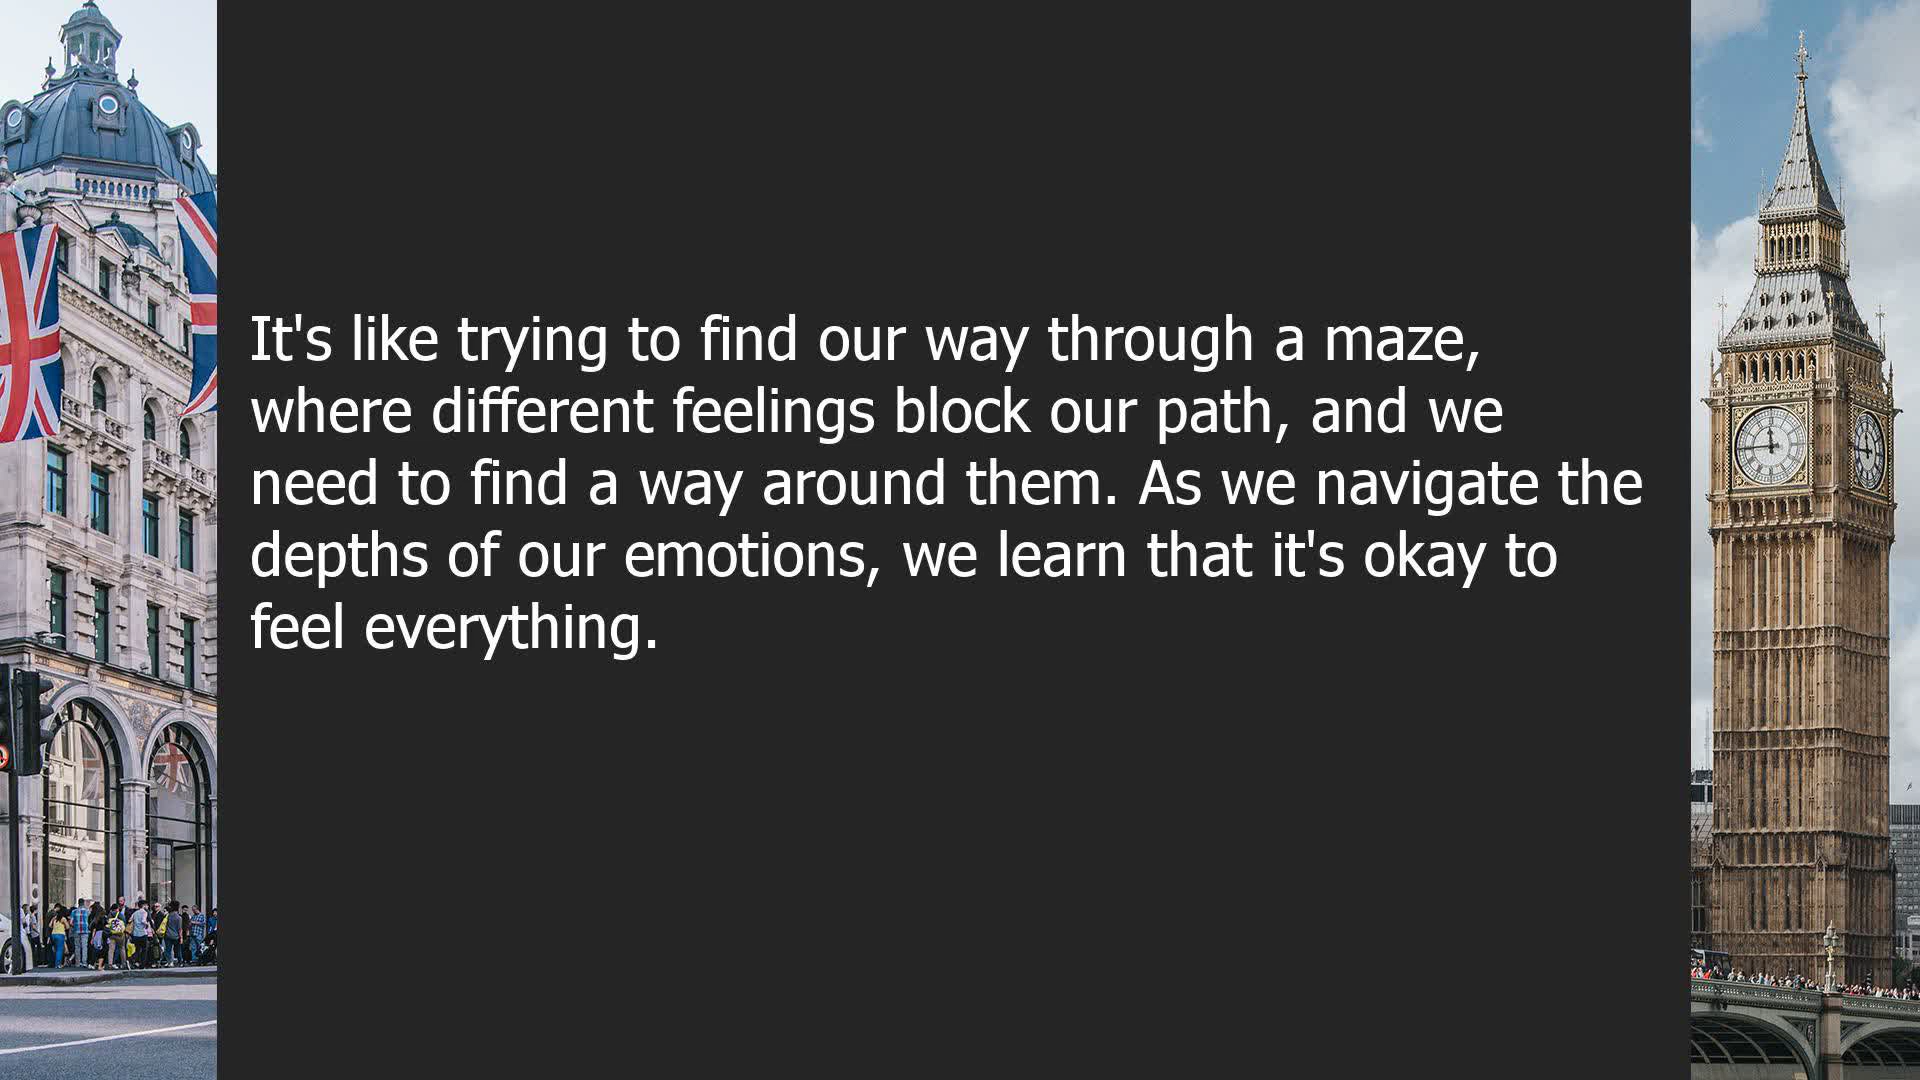 It's like trying to find our way through a maze,
where different feelings block our path, and we
need to find a way around them. As we navigate the
depths of our emotions, we learn that it's okay to
feel everything.